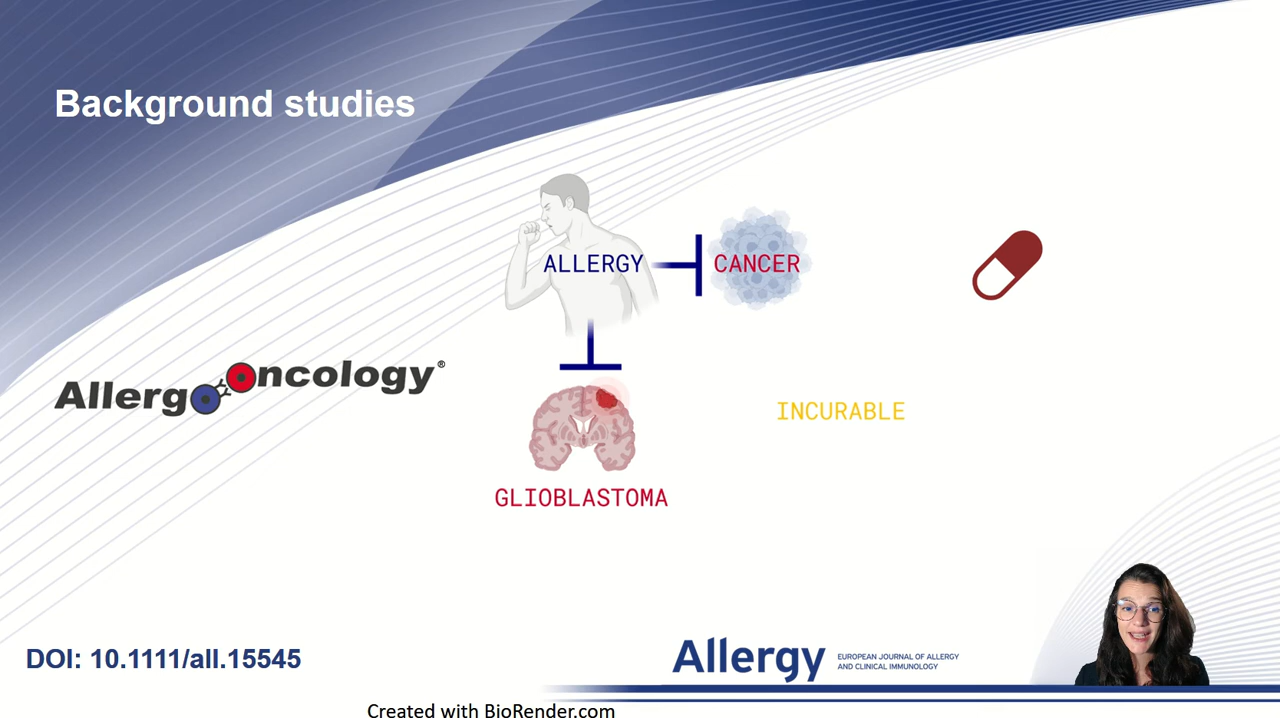 Background studies
ALLERGY
CANCER
AllergoOncology®
INCURABLE
GLIOBLASTOMA
DOI: 10.1111/all.15545
Allergy
EUROPEAN JOURNAL OF ALLERGY
AND CLINICAL IMMUNOLOGY
Created with BioRender.com